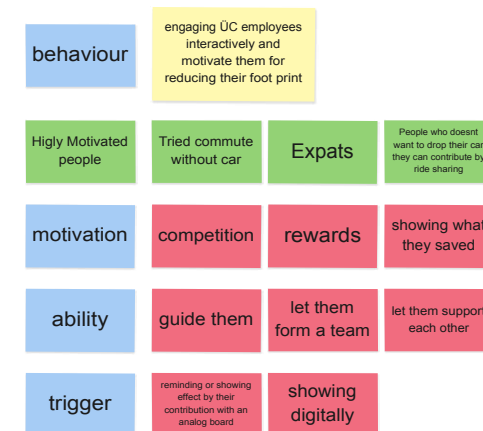 behaviour
engaging ÜC employees
interactively and
motivate them for
reducing their foot print
Higly Motivated
people
Tried commute
without car
Expats
People who doesnt
want to drop their car
they can contribute by
ride sharing
motivation
competition
rewards
showing what
they saved
ability
guide them
let them
form a team
let them support
each other
trigger
reminding or showing
effect by their
contribution with an
analog board
showing
digitally